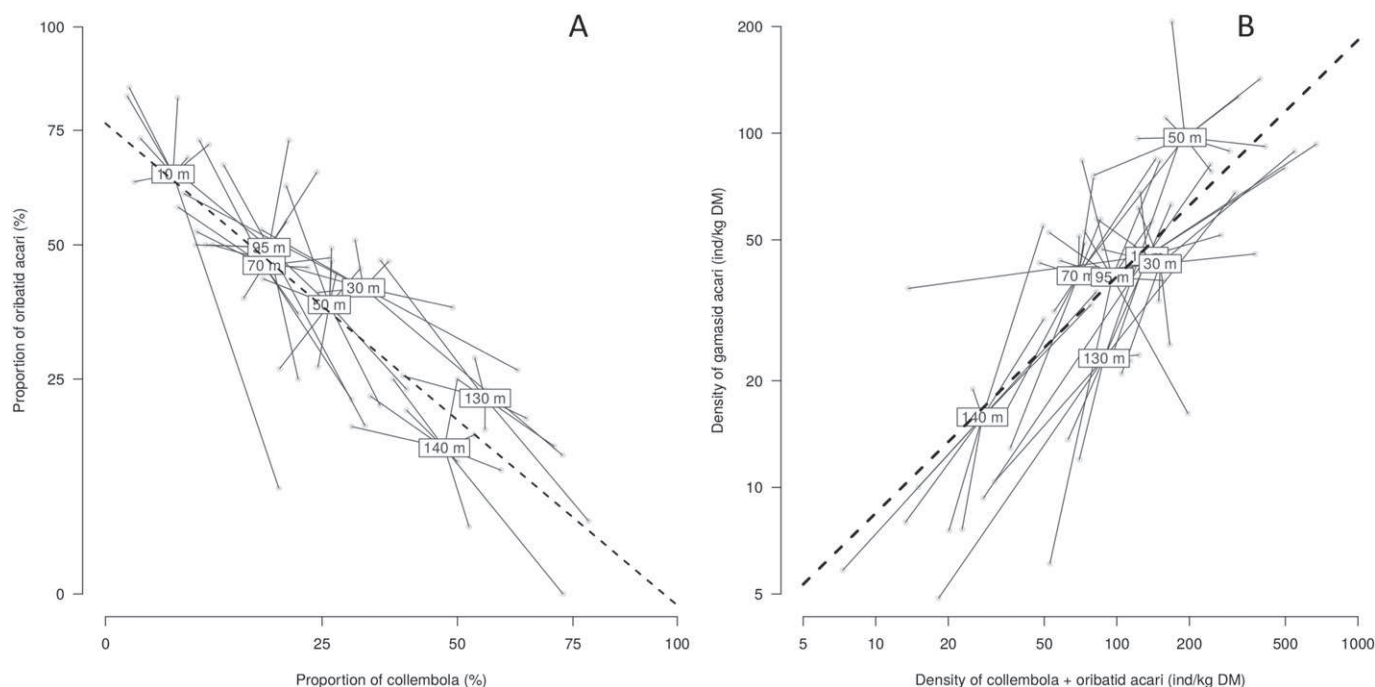 A
Proportion of oribatid acari (%)
100
75
50
25
0
10 m
95 m
70 m
50 m
30 m
130 m
140 m
0
25
50
75
100
Proportion of collembola (%)
B
Density of gamasid acari (ind/kg DM)
200
100
50
20
10
5
50 m
30 m
70 m
95 m
130 m
140 m
5
10
20
50
100
200
500
1000
Density of collembola + oribatid acari (ind/kg DM)